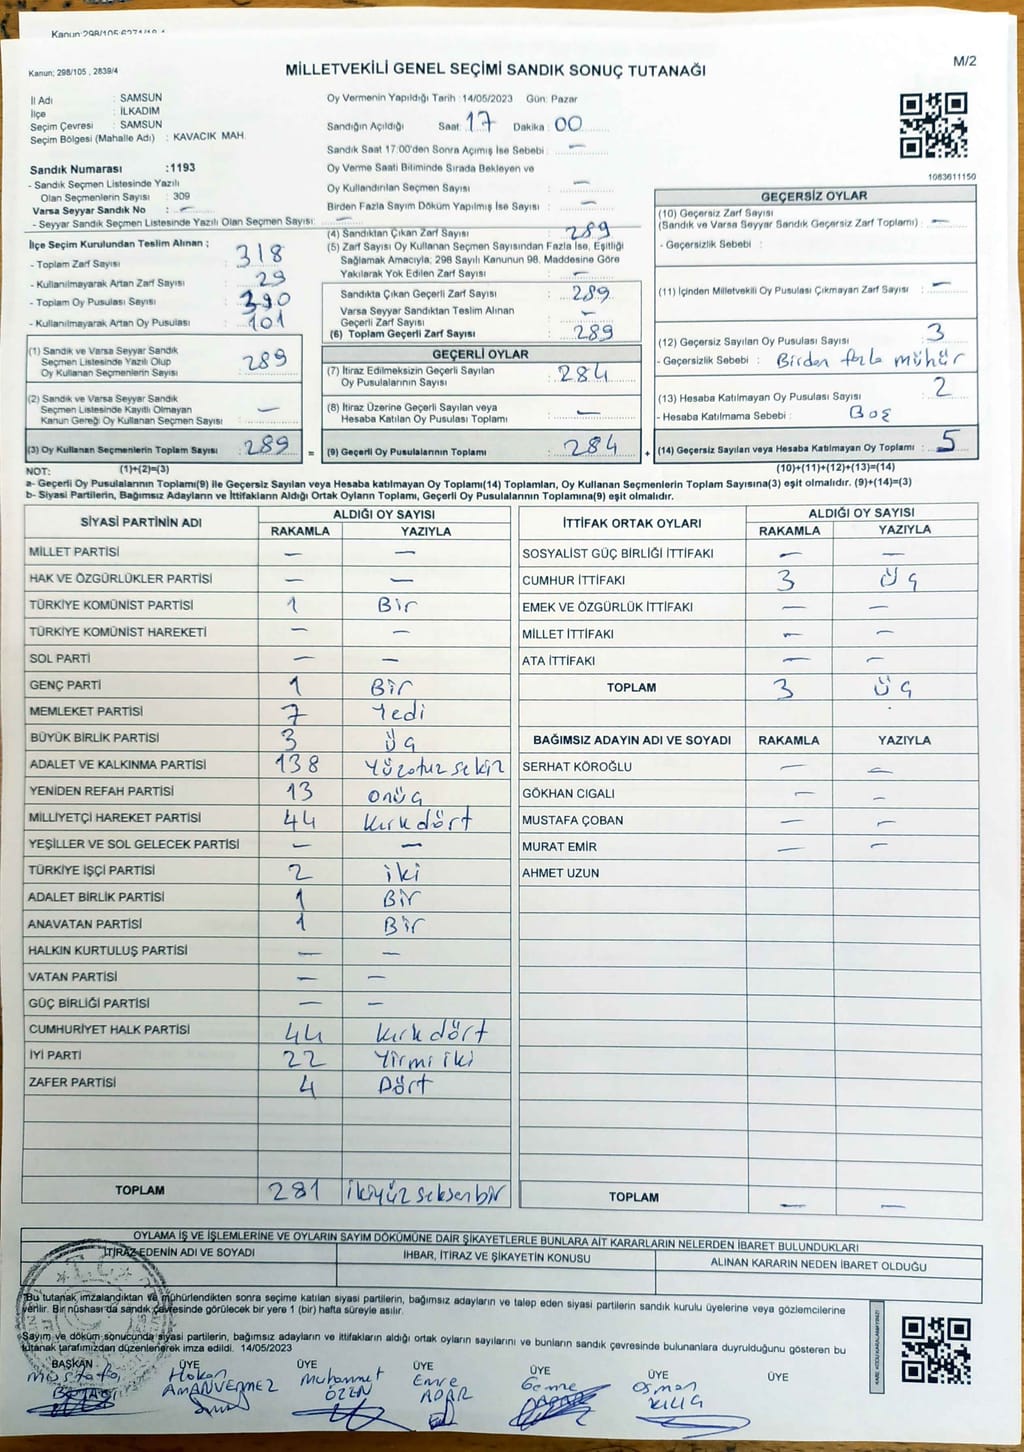 Kanun; 298/105 , 2839/4
M/2
MİLLETVEKİLİ GENEL SEÇİMİ SANDIK SONUÇ TUTANAĞI
İl Adı : SAMSUN
İlçe : İLKADIM
Seçim Çevresi : SAMSUN
Seçim Bölgesi (Mahalle Adı) : KAVACIK MAH.
Oy Vermenin Yapıldığı Tarih :14/05/2023 Gün: Pazar
Sandığın Açıldığı Saat: 17 Dakika: 00
Sandık Saat 17:00'den Sonra Açımış İse Sebebi : —
Oy Verme Saati Bitiminde Sırada Bekleyen ve
Oy Kullandırılan Seçmen Sayısı : —
Birden Fazla Sayım Döküm Yapılmış İse Sayısı : —
1083611150
Sandık Numarası :1193
- Sandık Seçmen Listesinde Yazılı
Olan Seçmenlerin Sayısı : 309
Varsa Seyyar Sandık No : —
- Seyyar Sandık Seçmen Listesinde Yazılı Olan Seçmen Sayısı: —
İlçe Seçim Kurulundan Teslim Alınan ;
- Toplam Zarf Sayısı : 318
- Kullanılmayarak Artan Zarf Sayısı : 29
- Toplam Oy Pusulası Sayısı : 390
- Kullanılmayarak Artan Oy Pusulası : 101
(1) Sandık ve Varsa Seyyar Sandık
Seçmen Listesinde Yazılı Olup
Oy Kullanan Seçmenlerin Sayısı : 289
(2) Sandık ve Varsa Seyyar Sandık
Seçmen Listesinde Kayıtlı Olmayan
Kanun Gereği Oy Kullanan Seçmen Sayısı : —
(3) Oy Kullanan Seçmenlerin Toplam Sayısı : 289
(4) Sandıktan Çıkan Zarf Sayısı : 289
(5) Zarf Sayısı Oy Kullanan Seçmen Sayısından Fazla İse, Eşitliği
Sağlamak Amacıyla; 298 Sayılı Kanunun 98. Maddesine Göre
Yakılarak Yok Edilen Zarf Sayısı : —
Sandıkta Çıkan Geçerli Zarf Sayısı : 289
Varsa Seyyar Sandıktan Teslim Alınan
Geçerli Zarf Sayısı : —
(6) Toplam Geçerli Zarf Sayısı : 289
GEÇERLİ OYLAR
(7) İtiraz Edilmeksizin Geçerli Sayılan
Oy Pusulalarının Sayısı : 284
(8) İtiraz Üzerine Geçerli Sayılan veya
Hesaba Katılan Oy Pusulası Toplamı : —
= (9) Geçerli Oy Pusulalarının Toplamı : 284 +
GEÇERSİZ OYLAR
(10) Geçersiz Zarf Sayısı
(Sandık ve Varsa Seyyar Sandık Geçersiz Zarf Toplamı) : —
- Geçersizlik Sebebi :
(11) İçinden Milletvekili Oy Pusulası Çıkmayan Zarf Sayısı : —
(12) Geçersiz Sayılan Oy Pusulası Sayısı : 3
- Geçersizlik Sebebi : Birden fazla mühür
(13) Hesaba Katılmayan Oy Pusulası Sayısı : 2
- Hesaba Katılmama Sebebi : Boş
(14) Geçersiz Sayılan veya Hesaba Katılmayan Oy Toplamı : 5
NOT: (1)+(2)=(3) (10)+(11)+(12)+(13)=(14)
a- Geçerli Oy Pusulalarının Toplamı(9) ile Geçersiz Sayılan veya Hesaba Katılmayan Oy Toplamı(14) Toplamları, Oy Kullanan Seçmenlerin Toplam Sayısına(3) eşit olmalıdır. (9)+(14)=(3)
b- Siyasi Partilerin, Bağımsız Adayların ve İttifakların Aldığı Ortak Oyların Toplamı, Geçerli Oy Pusulalarının Toplamına(9) eşit olmalıdır.
SİYASİ PARTİNİN ADI ALDIĞI OY SAYISI
RAKAMLA YAZIYLA
MİLLET PARTİSİ — —
HAK VE ÖZGÜRLÜKLER PARTİSİ — —
TÜRKİYE KOMÜNİST PARTİSİ 1 Bir
TÜRKİYE KOMÜNİST HAREKETİ — —
SOL PARTİ — —
GENÇ PARTİ 1 Bir
MEMLEKET PARTİSİ 7 Yedi
BÜYÜK BİRLİK PARTİSİ 3 Üç
ADALET VE KALKINMA PARTİSİ 138 Yüzotuzsekiz
YENİDEN REFAH PARTİSİ 13 onüç
MİLLİYETÇİ HAREKET PARTİSİ 44 Kırkdört
YEŞİLLER VE SOL GELECEK PARTİSİ — —
TÜRKİYE İŞÇİ PARTİSİ 2 iki
ADALET BİRLİK PARTİSİ 1 Bir
ANAVATAN PARTİSİ 1 Bir
HALKIN KURTULUŞ PARTİSİ — —
VATAN PARTİSİ — —
GÜÇ BİRLİĞİ PARTİSİ — —
CUMHURİYET HALK PARTİSİ 44 Kırkdört
İYİ PARTİ 22 Yirmi iki
ZAFER PARTİSİ 4 Dört
TOPLAM 281 ikiyüzseksenbir
İTTİFAK ORTAK OYLARI ALDIĞI OY SAYISI
RAKAMLA YAZIYLA
SOSYALİST GÜÇ BİRLİĞİ İTTİFAKI — —
CUMHUR İTTİFAKI 3 Üç
EMEK VE ÖZGÜRLÜK İTTİFAKI — —
MİLLET İTTİFAKI — —
ATA İTTİFAKI — —
TOPLAM 3 Üç
BAĞIMSIZ ADAYIN ADI VE SOYADI RAKAMLA YAZIYLA
SERHAT KÖROĞLU — —
GÖKHAN CIGALI — —
MUSTAFA ÇOBAN — —
MURAT EMİR — —
AHMET UZUN
TOPLAM — —
OYLAMA İŞ VE İŞLEMLERİNE VE OYLARIN SAYIM DÖKÜMÜNE DAİR ŞİKAYETLERLE BUNLARA AİT KARARLARIN NELERDEN İBARET BULUNDUKLARI
İTİRAZ EDENİN ADI VE SOYADI IHBAR, İTİRAZ VE ŞİKAYETİN KONUSU ALINAN KARARIN NEDEN İBARET OLDUĞU
Bu tutanak imzalandıktan ve mühürlendikten sonra seçime katılan siyasi partilerin, bağımsız adayların ve talep eden siyasi partilerin sandık kurulu üyelerine veya gözlemcilerine
verilir. Bir nüshası da sandık çevresinde görülecek bir yere 1 (bir) hafta süreyle asılır.
Sayım ve döküm sonucunda siyasi partilerin, bağımsız adayların ve ittifakların aldığı ortak oyların sayılarını ve bunların sandık çevresinde bulunanlara duyrulduğunu gösteren bu
tutanak tarafımızdan düzenlenerek imza edildi. 14/05/2023
BAŞKAN ÜYE ÜYE ÜYE ÜYE ÜYE ÜYE
Mustafa Hakan Muhammet Emre Osman
AMANVERMEZ ÖZEN KILIÇ